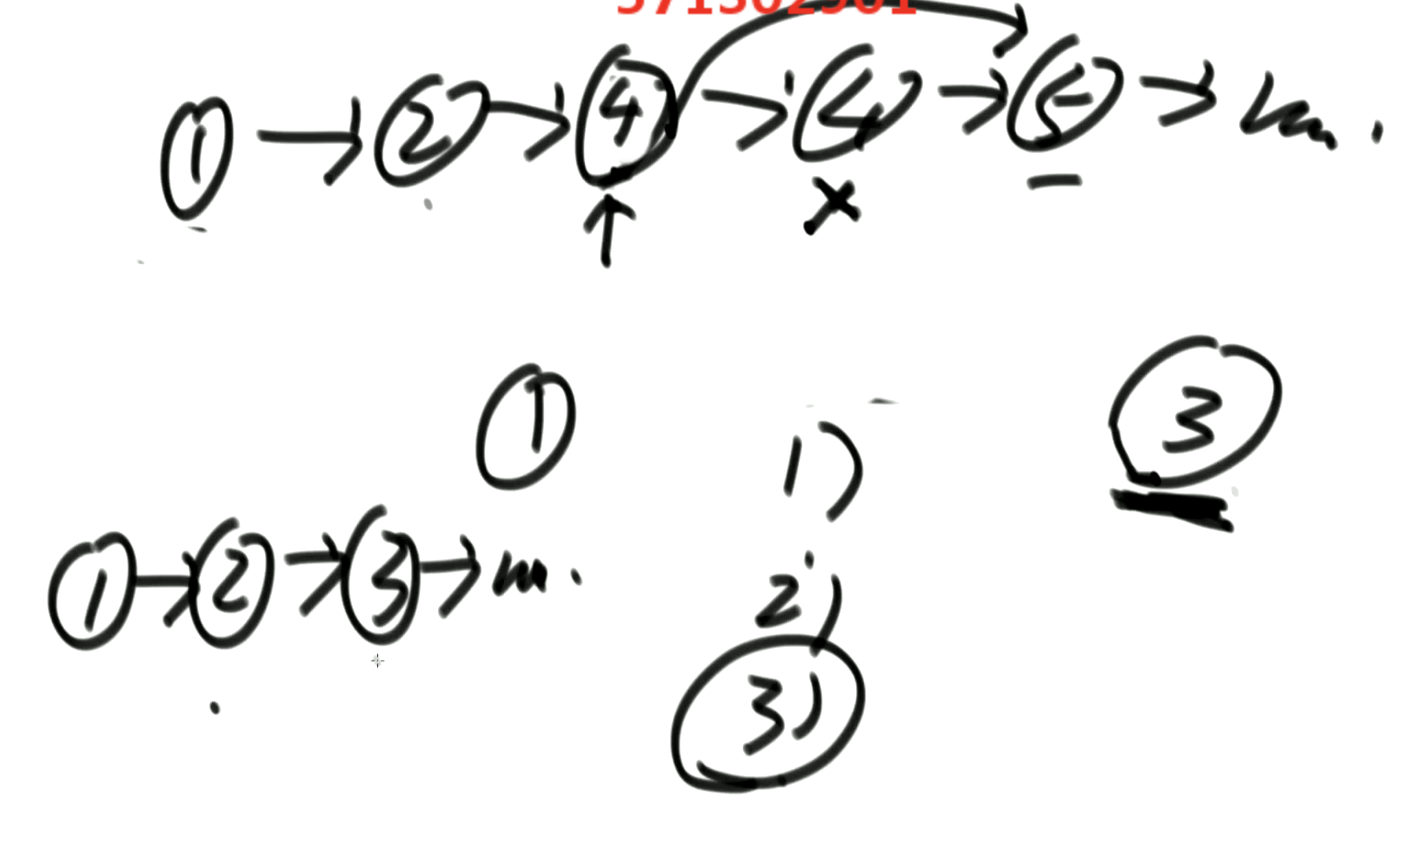 ① → ② → ④ → ④ → ⑤ →
①
1)
③
① → ② → ③ →
2)
3)